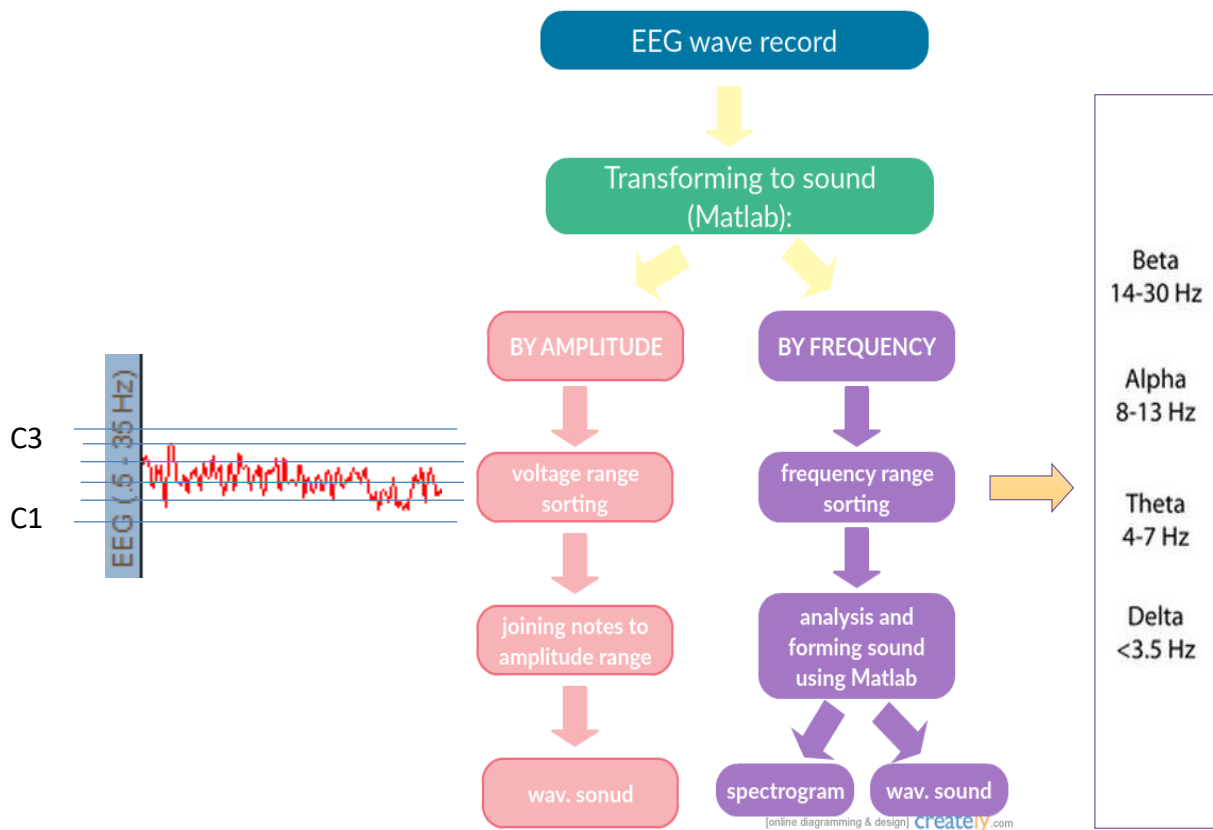 EEG wave record
Transforming to sound
(Matlab):
BY AMPLITUDE
BY FREQUENCY
voltage range
sorting
frequency range
sorting
joining notes to
amplitude range
analysis and
forming sound
using Matlab
wav. sonud
spectrogram
wav. sound
[online diagramming & design] creately.com
C3
C1
EEG (.5 - 35 Hz)
Beta
14-30 Hz
Alpha
8-13 Hz
Theta
4-7 Hz
Delta
<3.5 Hz